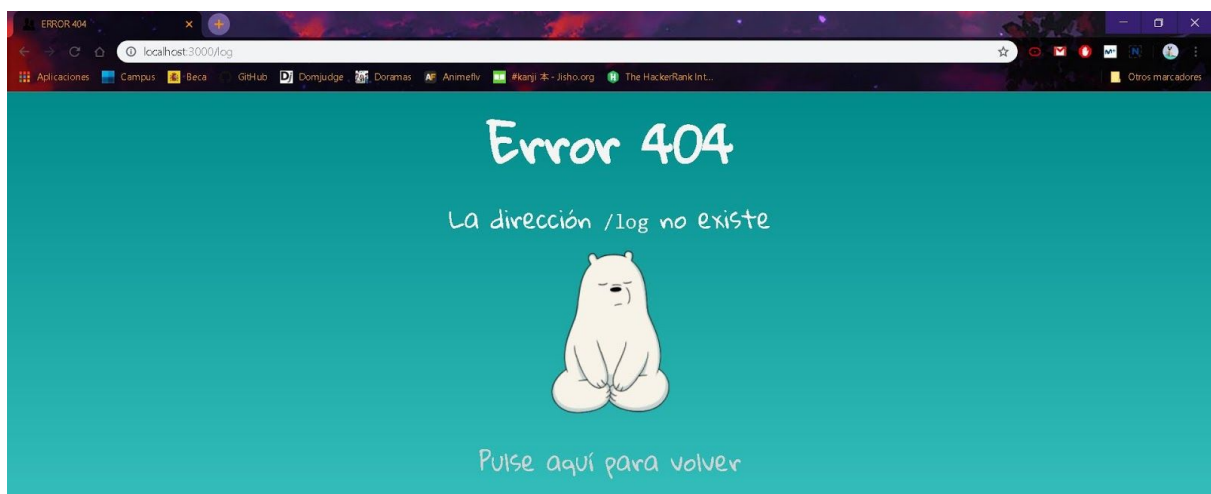 ERROR 404
localhost:3000/log
Aplicaciones Campus Beca GitHub Domjudge Doramas Animeflv #kanji 本 - Jisho.org The HackerRank Int... Otros marcadores
Error 404
La dirección /log no existe
Pulse aquí para volver